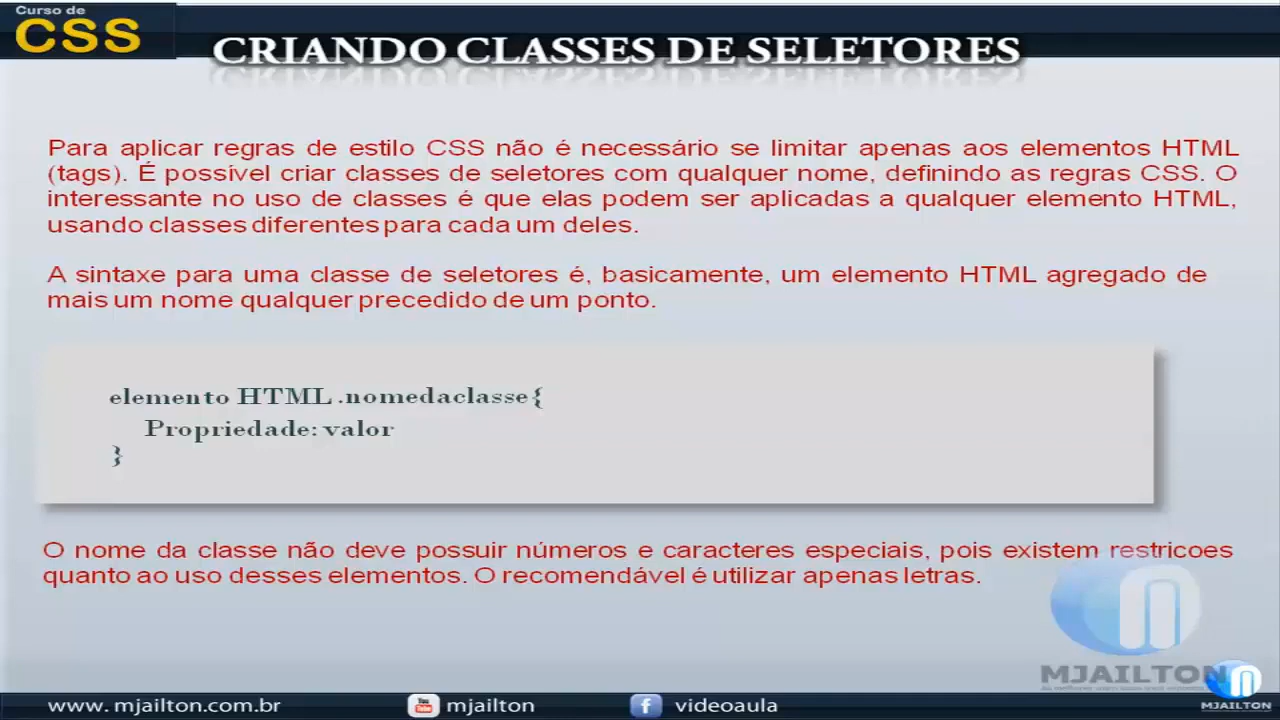 Curso de
CSS
CRIANDO CLASSES DE SELETORES
Para aplicar regras de estilo CSS não é necessário se limitar apenas aos elementos HTML
(tags). É possível criar classes de seletores com qualquer nome, definindo as regras CSS. O
interessante no uso de classes é que elas podem ser aplicadas a qualquer elemento HTML,
usando classes diferentes para cada um deles.
A sintaxe para uma classe de seletores é, basicamente, um elemento HTML agregado de
mais um nome qualquer precedido de um ponto.
elemento HTML .nomedaclasse{
Propriedade: valor
}
O nome da classe não deve possuir números e caracteres especiais, pois existem restricoes
quanto ao uso desses elementos. O recomendável é utilizar apenas letras.
MJAILTON
www. mjailton.com.br
You Tube
mjailton
f
videoaula
MJAILTON